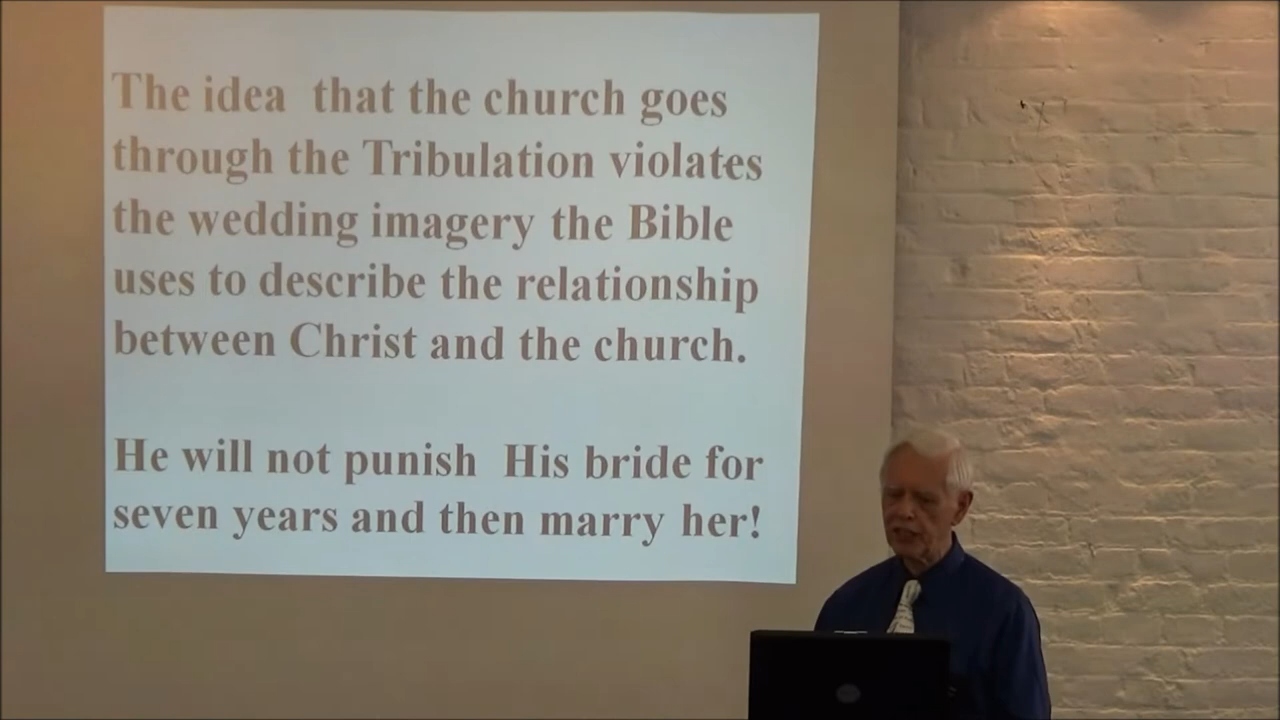 The idea that the church goes
through the Tribulation violates
the wedding imagery the Bible
uses to describe the relationship
between Christ and the church.
He will not punish His bride for
seven years and then marry her!